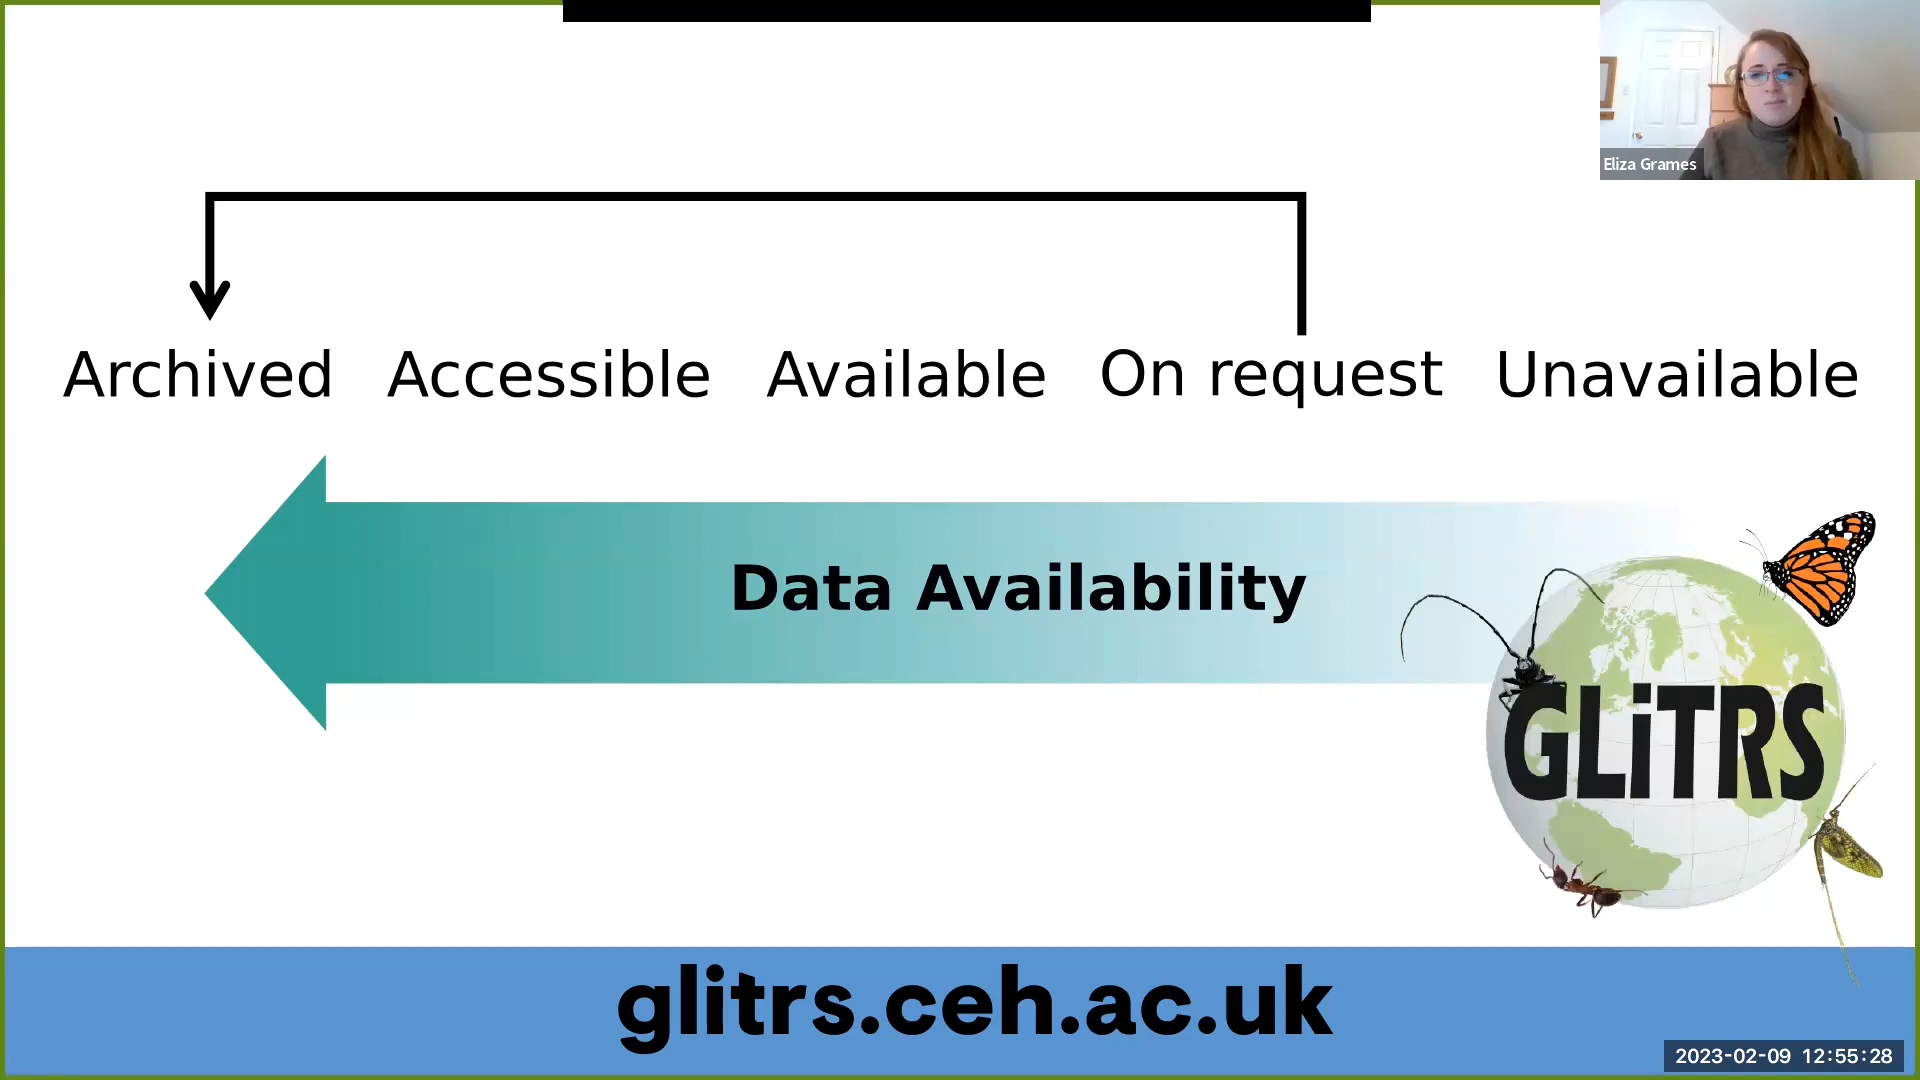 Eliza Grames
Archived Accessible Available On request Unavailable
Data Availability
GLiTRS
glitrs.ceh.ac.uk
2023-02-09 12:55:28